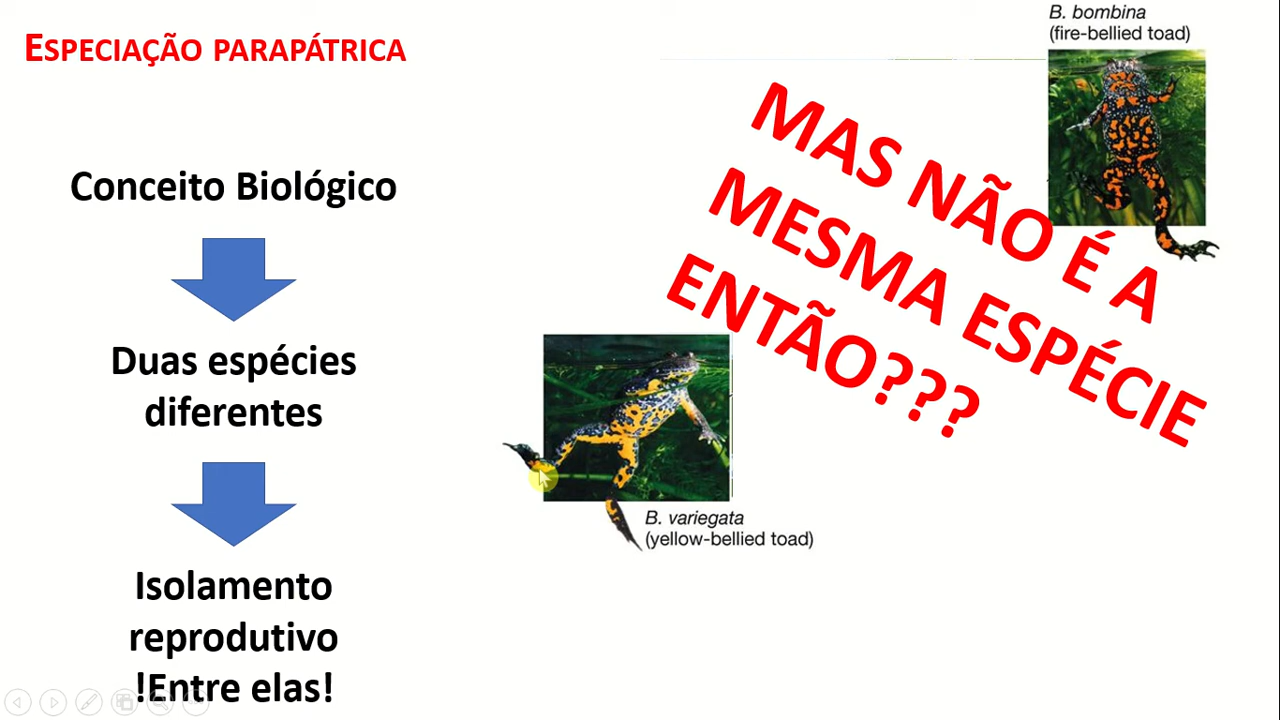 ESPECIAÇÃO PARAPÁTRICA
Conceito Biológico
Duas espécies
diferentes
Isolamento
reprodutivo
!Entre elas!
B. bombina
(fire-bellied toad)
MAS NÃO É A
MESMA ESPÉCIE
ENTÃO???
B. variegata
(yellow-bellied toad)